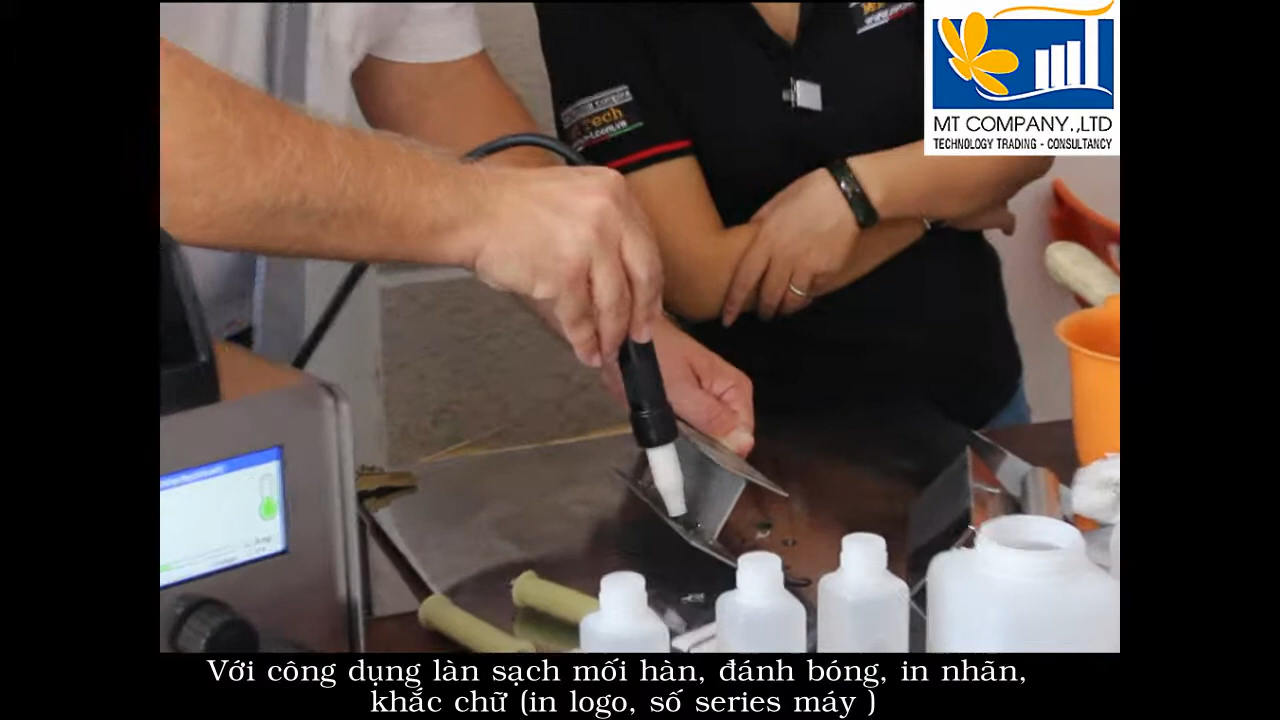 MT COMPANY.,LTD
TECHNOLOGY TRADING - CONSULTANCY
Với công dụng làn sạch mối hàn, đánh bóng, in nhãn,
khắc chữ (in logo, số series máy )